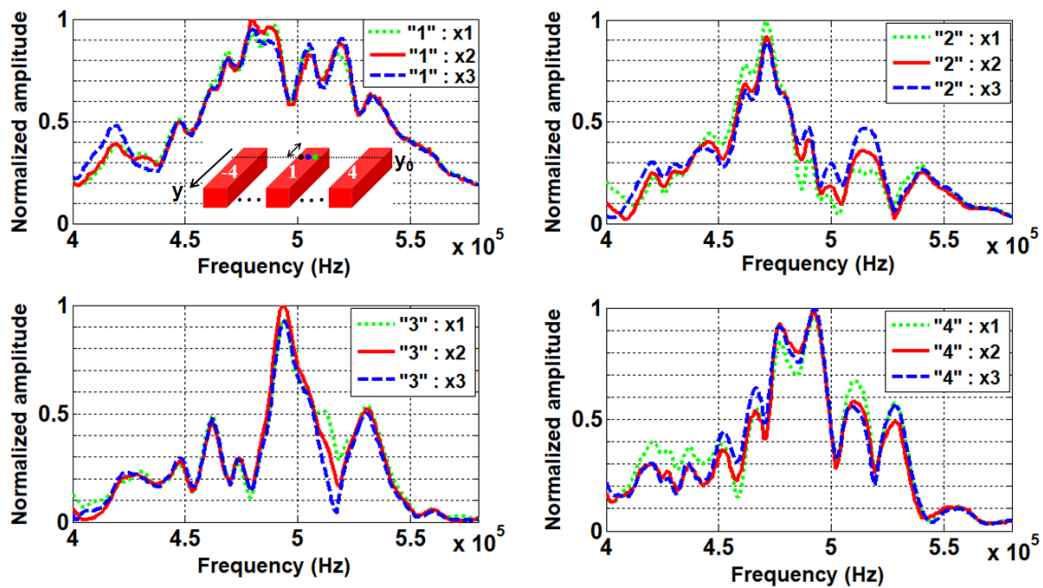 Normalized amplitude
1
0.5
0
"1" : x1
"1" : x2
"1" : x3
-4
1
4
y
y0
4
4.5
5
5.5
x 10^5
Frequency (Hz)
Normalized amplitude
1
0.5
0
"2" : x1
"2" : x2
"2" : x3
4
4.5
5
5.5
x 10^5
Frequency (Hz)
Normalized amplitude
1
0.5
0
"3" : x1
"3" : x2
"3" : x3
4
4.5
5
5.5
x 10^5
Frequency (Hz)
Normalized amplitude
1
0.5
0
"4" : x1
"4" : x2
"4" : x3
4
4.5
5
5.5
x 10^5
Frequency (Hz)